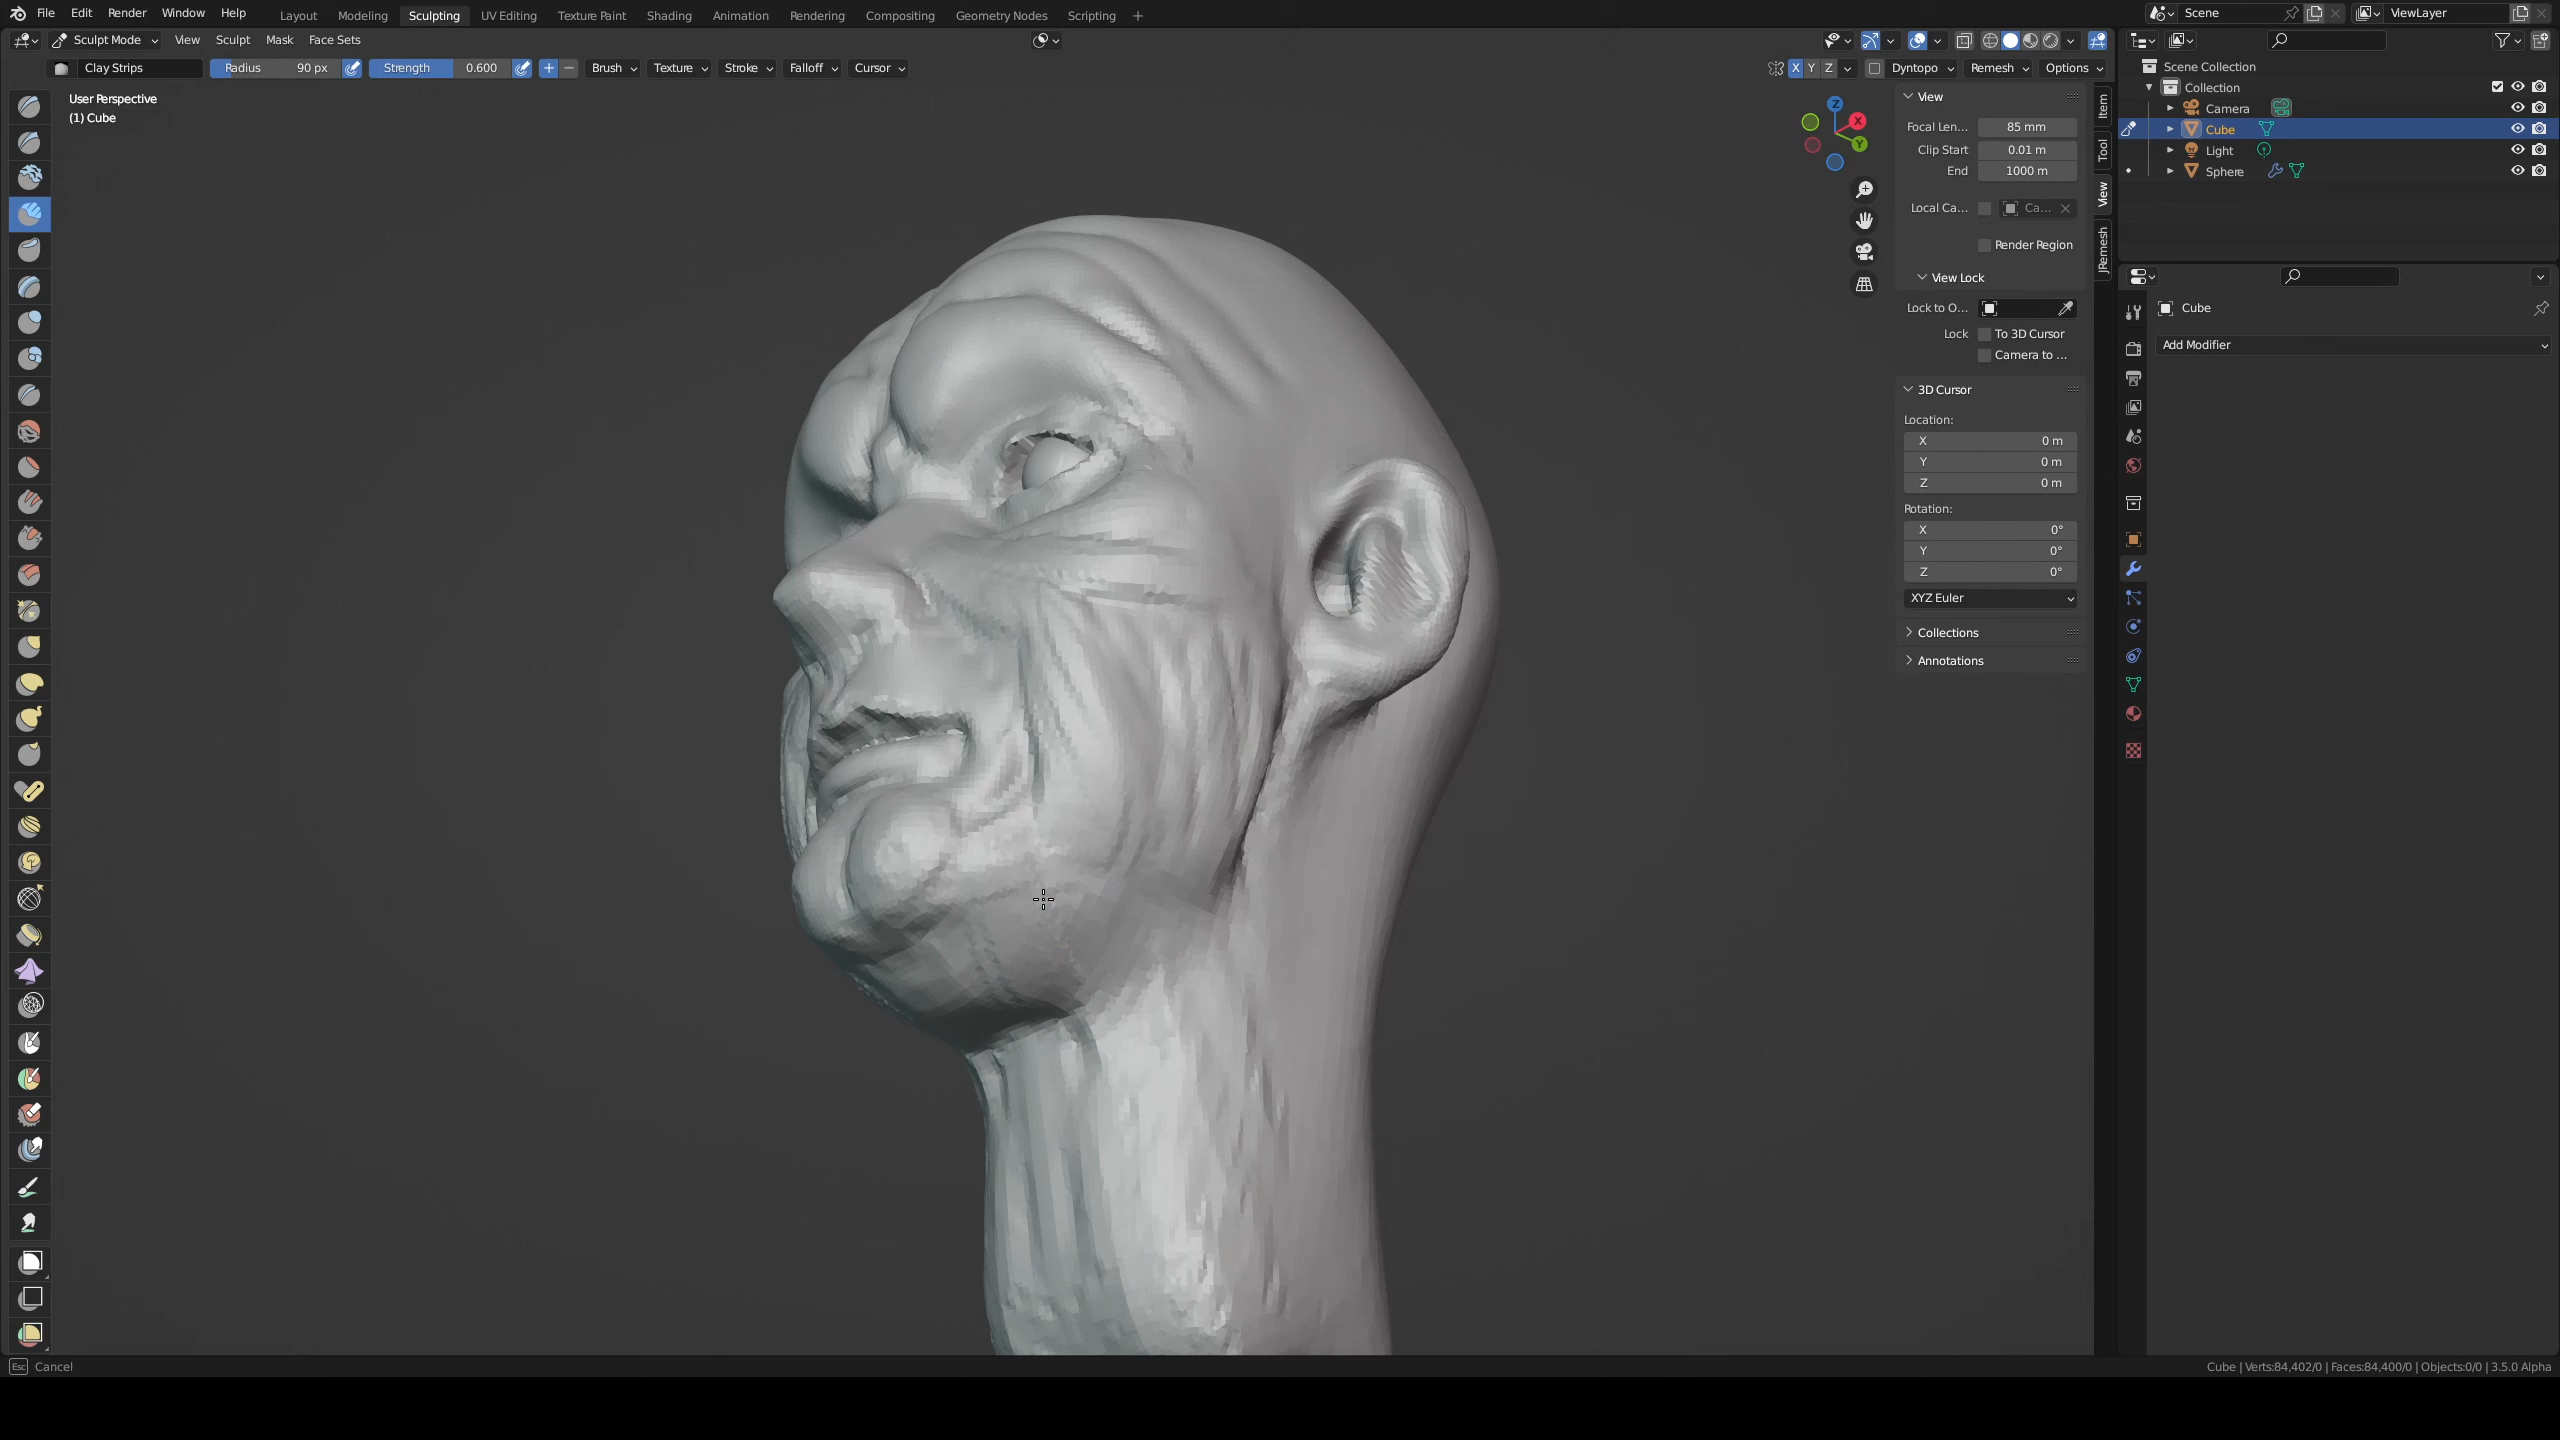 File Edit Render Window Help Layout Modeling Sculpting UV Editing Texture Paint Shading Animation Rendering Compositing Geometry Nodes Scripting + Scene ViewLayer
Sculpt Mode View Sculpt Mask Face Sets
Clay Strips Radius 90 px Strength 0.600 Brush Texture Stroke Falloff Cursor X Y Z Dyntopo Remesh Options
User Perspective
(1) Cube
Z
X
Y
View
Focal Len... 85 mm
Clip Start 0.01 m
End 1000 m
Local Ca... Ca...
Render Region
View Lock
Lock to O...
Lock To 3D Cursor
Camera to ...
3D Cursor
Location:
X 0 m
Y 0 m
Z 0 m
Rotation:
X 0°
Y 0°
Z 0°
XYZ Euler
Collections
Annotations
Item
Tool
View
JRemesh
Scene Collection
Collection
Camera
Cube
Light
Sphere
Cube
Add Modifier
Esc Cancel
Cube | Verts:84,402/0 | Faces:84,400/0 | Objects:0/0 | 3.5.0 Alpha